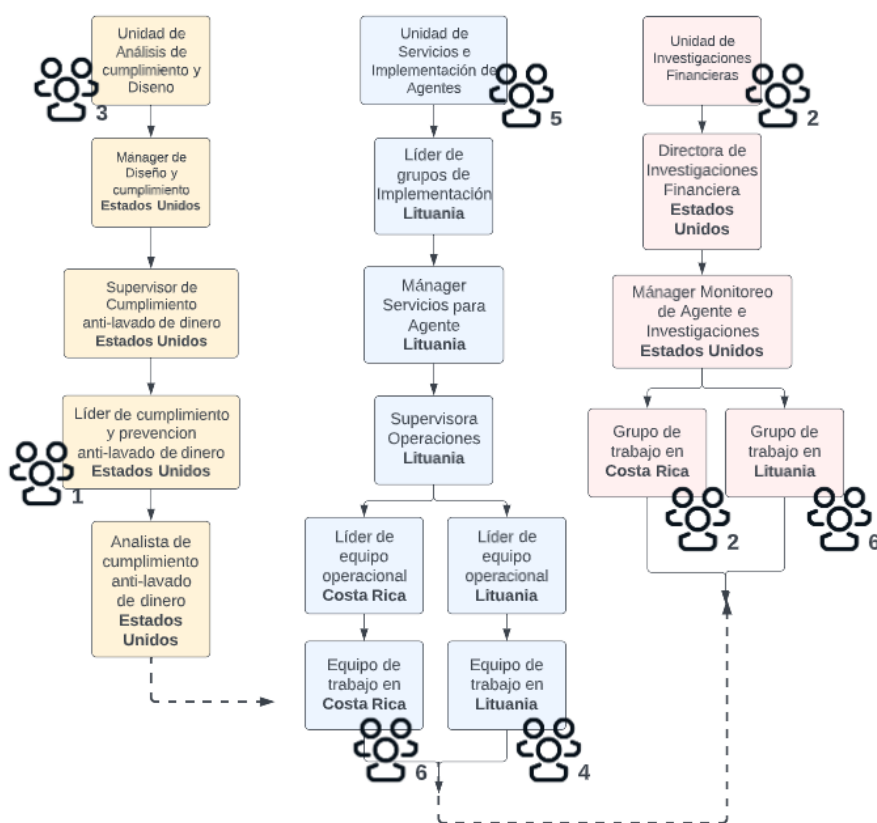 Unidad de
Análisis de
cumplimiento y
Diseno
3
Mánager de
Diseño y
cumplimiento
Estados Unidos
Supervisor de
Cumplimiento
anti-lavado de dinero
Estados Unidos
Líder de cumplimiento
y prevencion
anti-lavado de dinero
Estados Unidos
1
Analista de
cumplimiento
anti-lavado
de dinero
Estados
Unidos
Unidad de
Servicios e
Implementación de
Agentes
5
Líder de
grupos de
Implementación
Lituania
Mánager
Servicios para
Agente
Lituania
Supervisora
Operaciones
Lituania
Líder de
equipo
operacional
Costa Rica
Líder de
equipo
operacional
Lituania
Equipo de
trabajo en
Costa Rica
6
Equipo de
trabajo en
Lituania
4
Unidad de
Investigaciones
Financieras
2
Directora de
Investigaciones
Financiera
Estados
Unidos
Mánager Monitoreo
de Agente e
Investigaciones
Estados Unidos
Grupo de
trabajo en
Costa Rica
2
Grupo de
trabajo en
Lituania
6